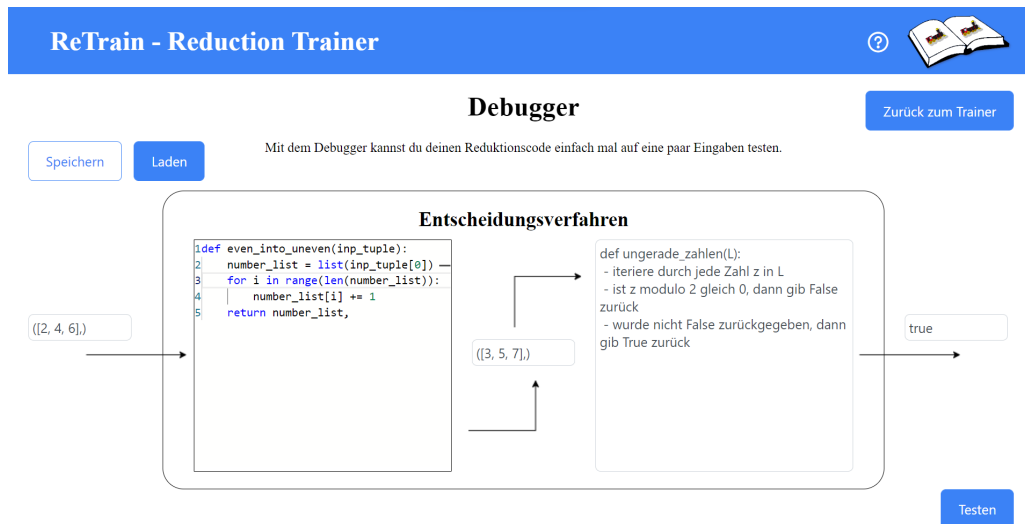 ReTrain - Reduction Trainer
Debugger
Zurück zum Trainer
Mit dem Debugger kannst du deinen Reduktionscode einfach mal auf eine paar Eingaben testen.
Speichern
Laden
Entscheidungsverfahren
1def even_into_uneven(inp_tuple):
2 number_list = list(inp_tuple[0])
3 for i in range(len(number_list)):
4 number_list[i] += 1
5 return number_list,
([2, 4, 6],)
([3, 5, 7],)
def ungerade_zahlen(L):
- iteriere durch jede Zahl z in L
- ist z modulo 2 gleich 0, dann gib False
zurück
- wurde nicht False zurückgegeben, dann
gib True zurück
true
Testen